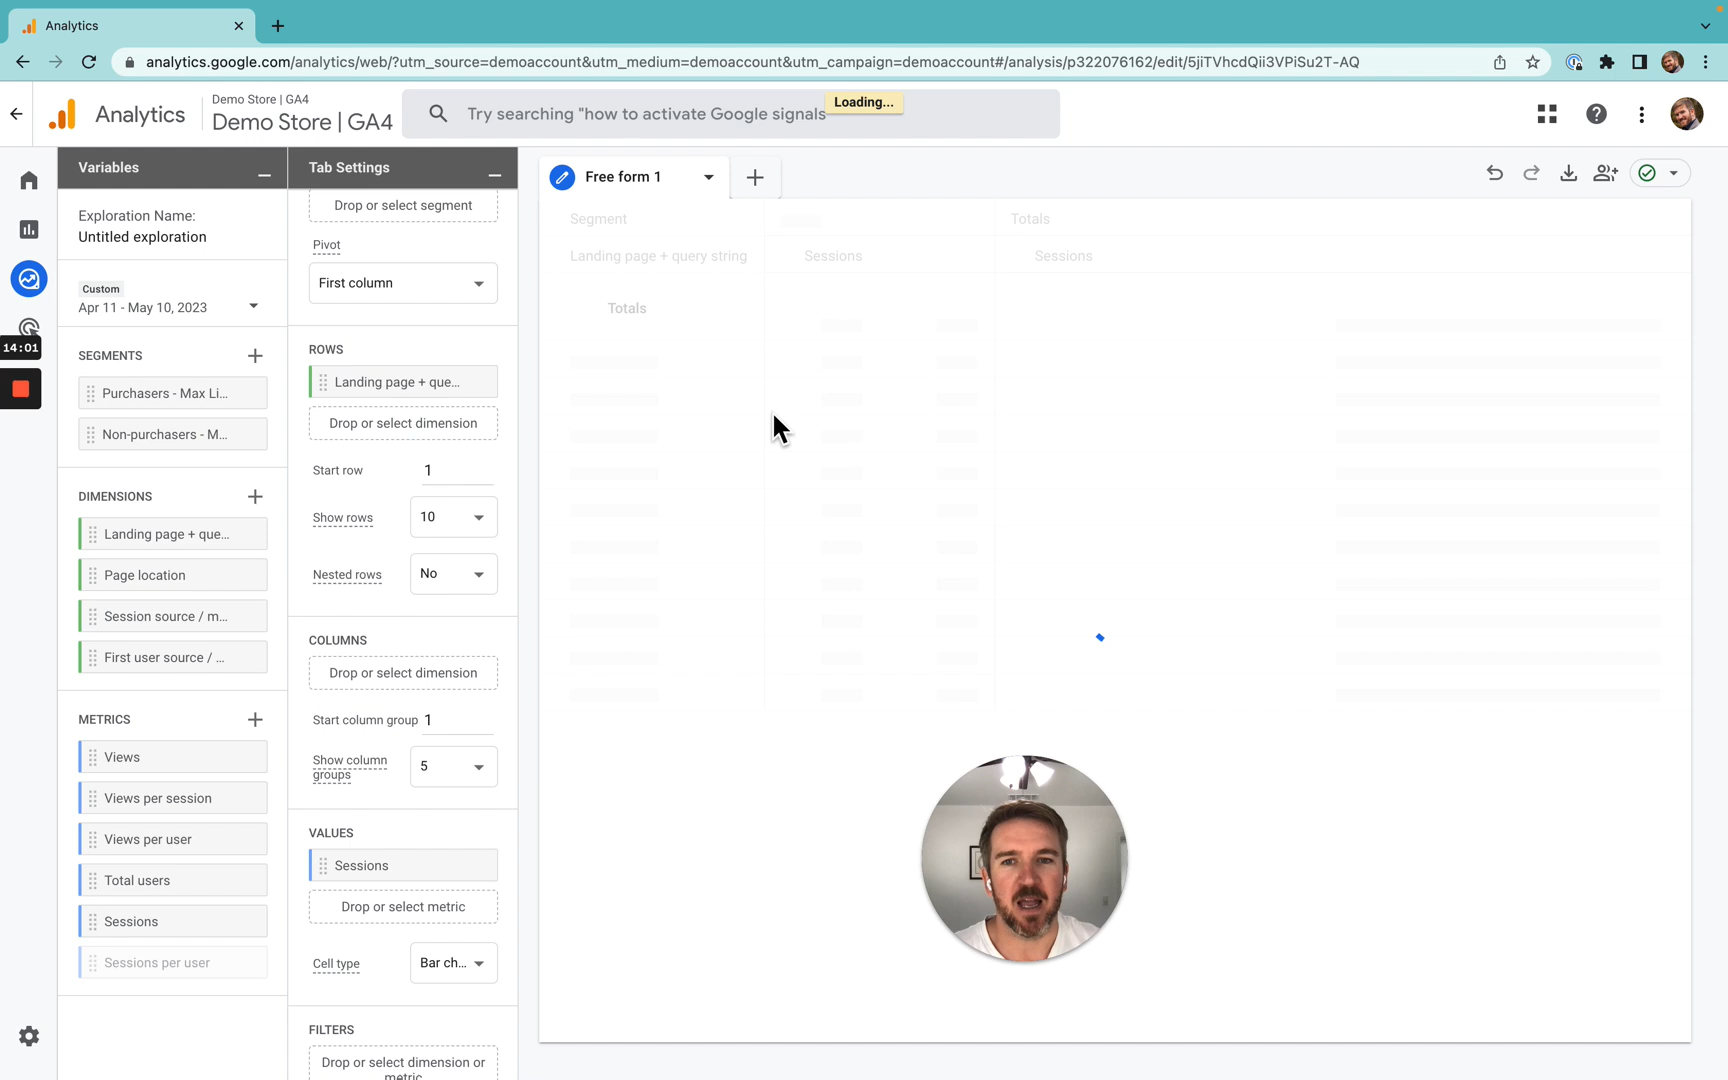 Analytics
analytics.google.com/analytics/web/?utm_source=demoaccount&utm_medium=demoaccount&utm_campaign=demoaccount#/analysis/p322076162/edit/5jiTVhcdQii3VPiSu2T-AQ
Analytics
Demo Store | GA4
Demo Store | GA4
Try searching "how to activate Google signals
Loading...
Variables
Exploration Name:
Untitled exploration
Custom
Apr 11 - May 10, 2023
14:01
SEGMENTS
Purchasers - Max Li...
Non-purchasers - M...
DIMENSIONS
Landing page + que...
Page location
Session source / m...
First user source / ...
METRICS
Views
Views per session
Views per user
Total users
Sessions
Sessions per user
Tab Settings
Drop or select segment
Pivot
First column
ROWS
Landing page + que...
Drop or select dimension
Start row 1
Show rows 10
Nested rows No
COLUMNS
Drop or select dimension
Start column group 1
Show column groups 5
VALUES
Sessions
Drop or select metric
Cell type Bar ch...
FILTERS
Drop or select dimension or
metric
Free form 1
Segment Totals
Landing page + query string Sessions Sessions
Totals